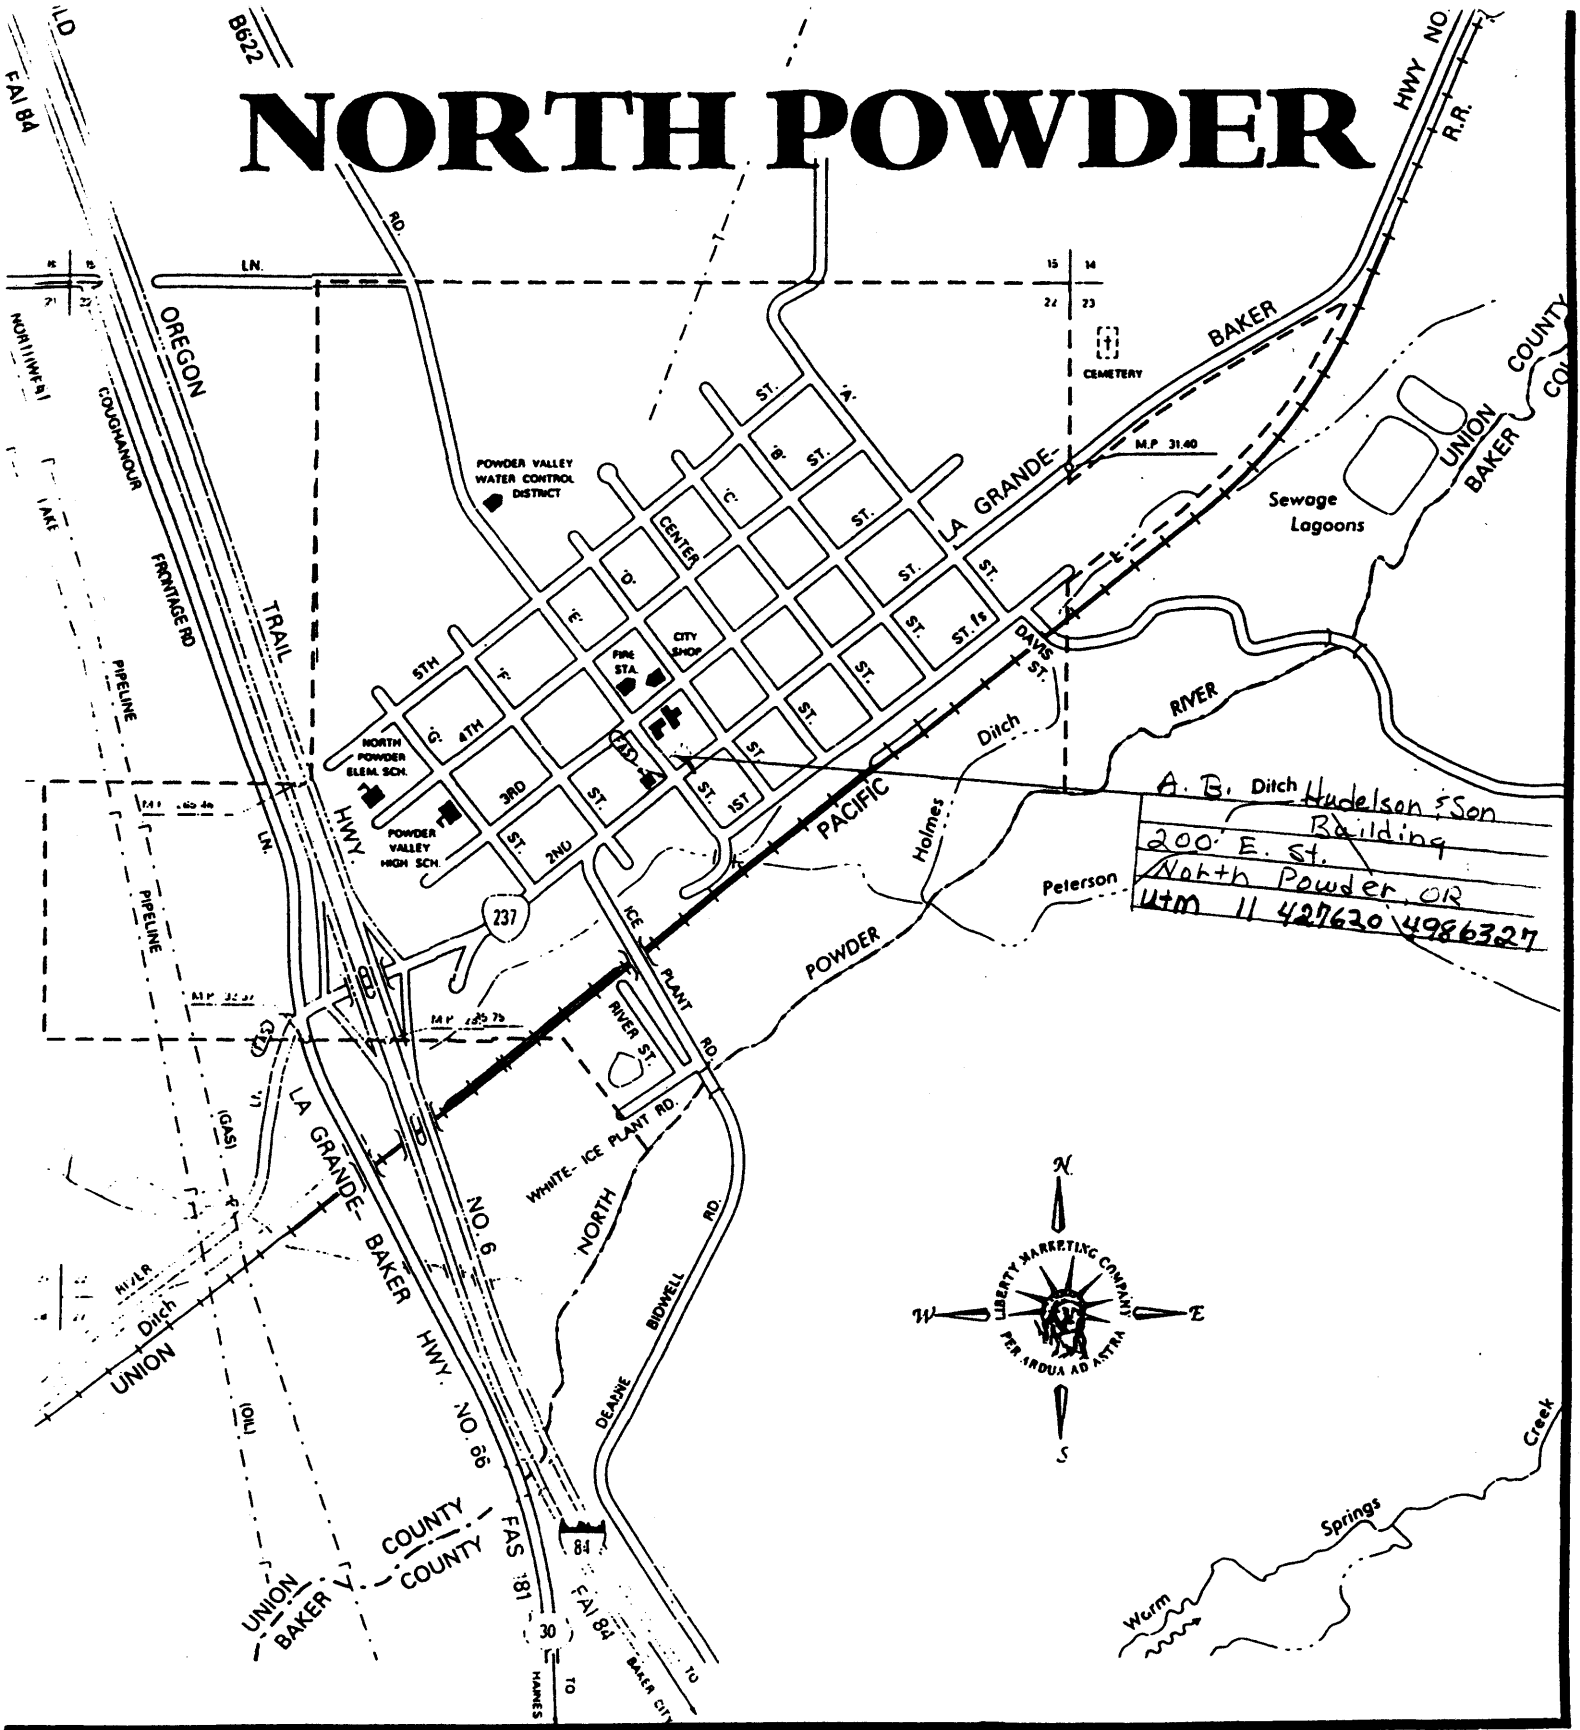 LD
FAI 84
B622
HWY NO
R.R.
NORTH POWDER
RD.
LN.
15 14
22 23
OREGON
COUNTY
BAKER
CEMETERY
COUGHANOUR
'A'
ST.
UNION
BAKER
M.P. 31.40
'B'
ST.
POWDER VALLEY
WATER CONTROL
DISTRICT
LA GRANDE-
Sewage
Lagoons
'C'
ST.
CENTER
FRONTAGE RD
ST.
ST.
'D'
'E'
TRAIL
ST.
ST.
DAVIS
ST.
CITY
SHOP
FIRE
STA.
5TH
'F'
ST.
PIPELINE
RIVER
'G'
4TH
ST.
Ditch
NORTH
POWDER
ELEM. SCH.
FAS
ST.
3RD
ST.
ST.
1ST
PACIFIC
A. B. Hudelson & Son
Building
200 E. St.
North Powder, OR
utm 11 427620 4986327
Ditch
HWY.
LN.
POWDER
VALLEY
HIGH SCH.
ST.
2ND
Holmes
Peterson
PIPELINE
237
ICE
PLANT
RD.
POWDER
RIVER ST.
LA GRANDE-
BAKER
HWY.
NO. 66
(GAS)
WHITE- ICE PLANT RD.
NORTH
NO. 6
RD.
BIDWELL
DEANNE
N
W
E
S
LIBERTY MARKETING COMPANY
PER ARDUA AD ASTRA
Ditch
UNION
(OIL)
COUNTY
COUNTY
UNION
BAKER
FAS
84
FAI 84
30
TO
HAINES
BAKER CITY
TO
Creek
Springs
Warm